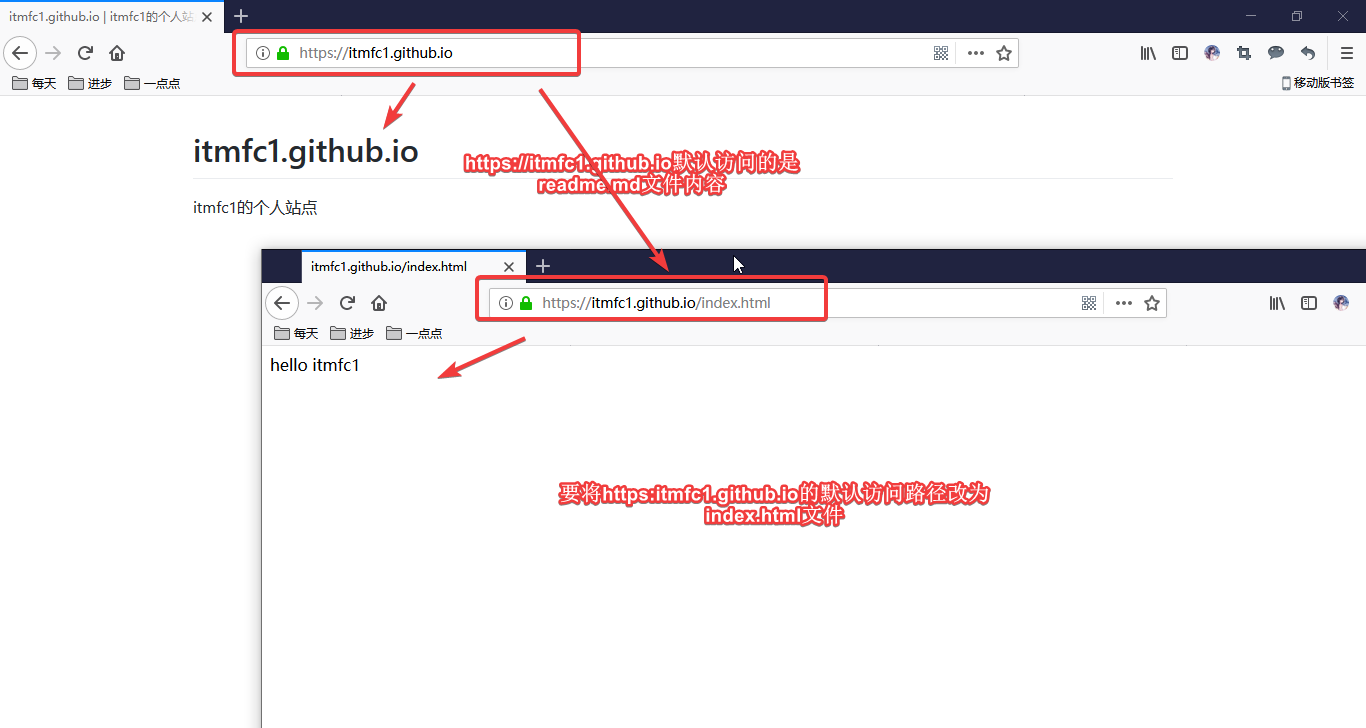 itmfc1.github.io | itmfc1的个人站
https://itmfc1.github.io
每天 进步 一点点
移动版书签
itmfc1.github.io
https://itmfc1.github.io默认访问的是
readme.md文件内容
itmfc1的个人站点
itmfc1.github.io/index.html
https://itmfc1.github.io/index.html
每天 进步 一点点
hello itmfc1
要将https:itmfc1.github.io的默认访问路径改为
index.html文件